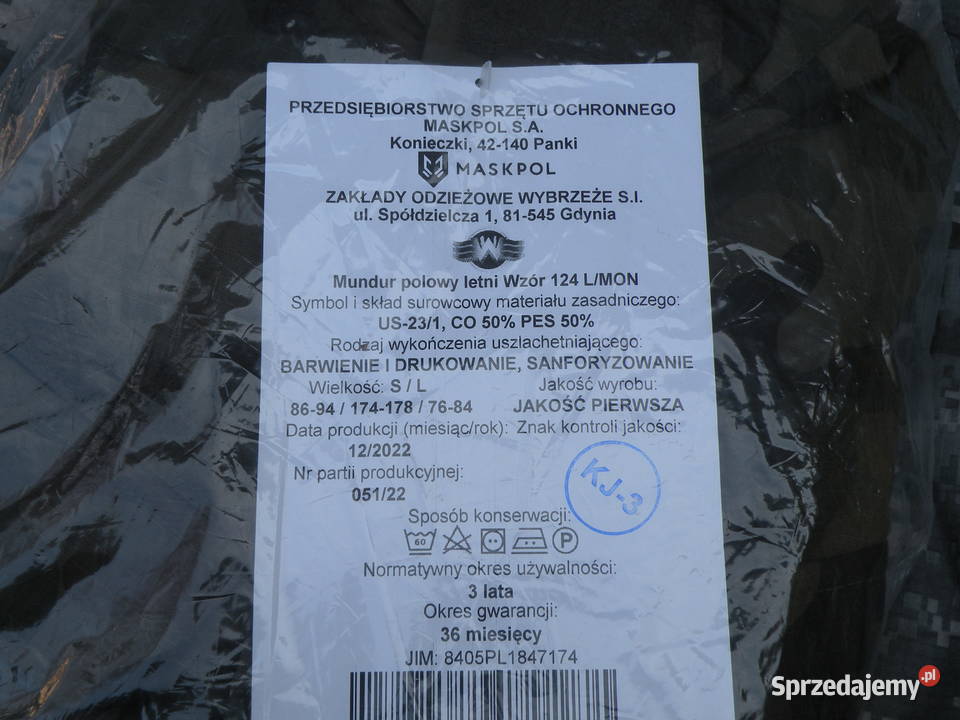 PRZEDSIĘBIORSTWO SPRZĘTU OCHRONNEGO
MASKPOL S.A.
Konieczki, 42-140 Panki
MASKPOL
ZAKŁADY ODZIEŻOWE WYBRZEŻE S.I.
ul. Spółdzielcza 1, 81-545 Gdynia
W
Mundur polowy letni Wzór 124 L/MON
Symbol i skład surowcowy materiału zasadniczego:
US-23/1, CO 50% PES 50%
Rodzaj wykończenia uszlachetniającego:
BARWIENIE I DRUKOWANIE, SANFORYZOWANIE
Wielkość: S / L Jakość wyrobu:
86-94 / 174-178 / 76-84 JAKOŚĆ PIERWSZA
Data produkcji (miesiąc/rok): Znak kontroli jakości:
12/2022
Nr partii produkcyjnej:
051/22
KJ-3
Sposób konserwacji:
60 P
Normatywny okres używalności:
3 lata
Okres gwarancji:
36 miesięcy
JIM: 8405PL1847174
Sprzedajemy.pl